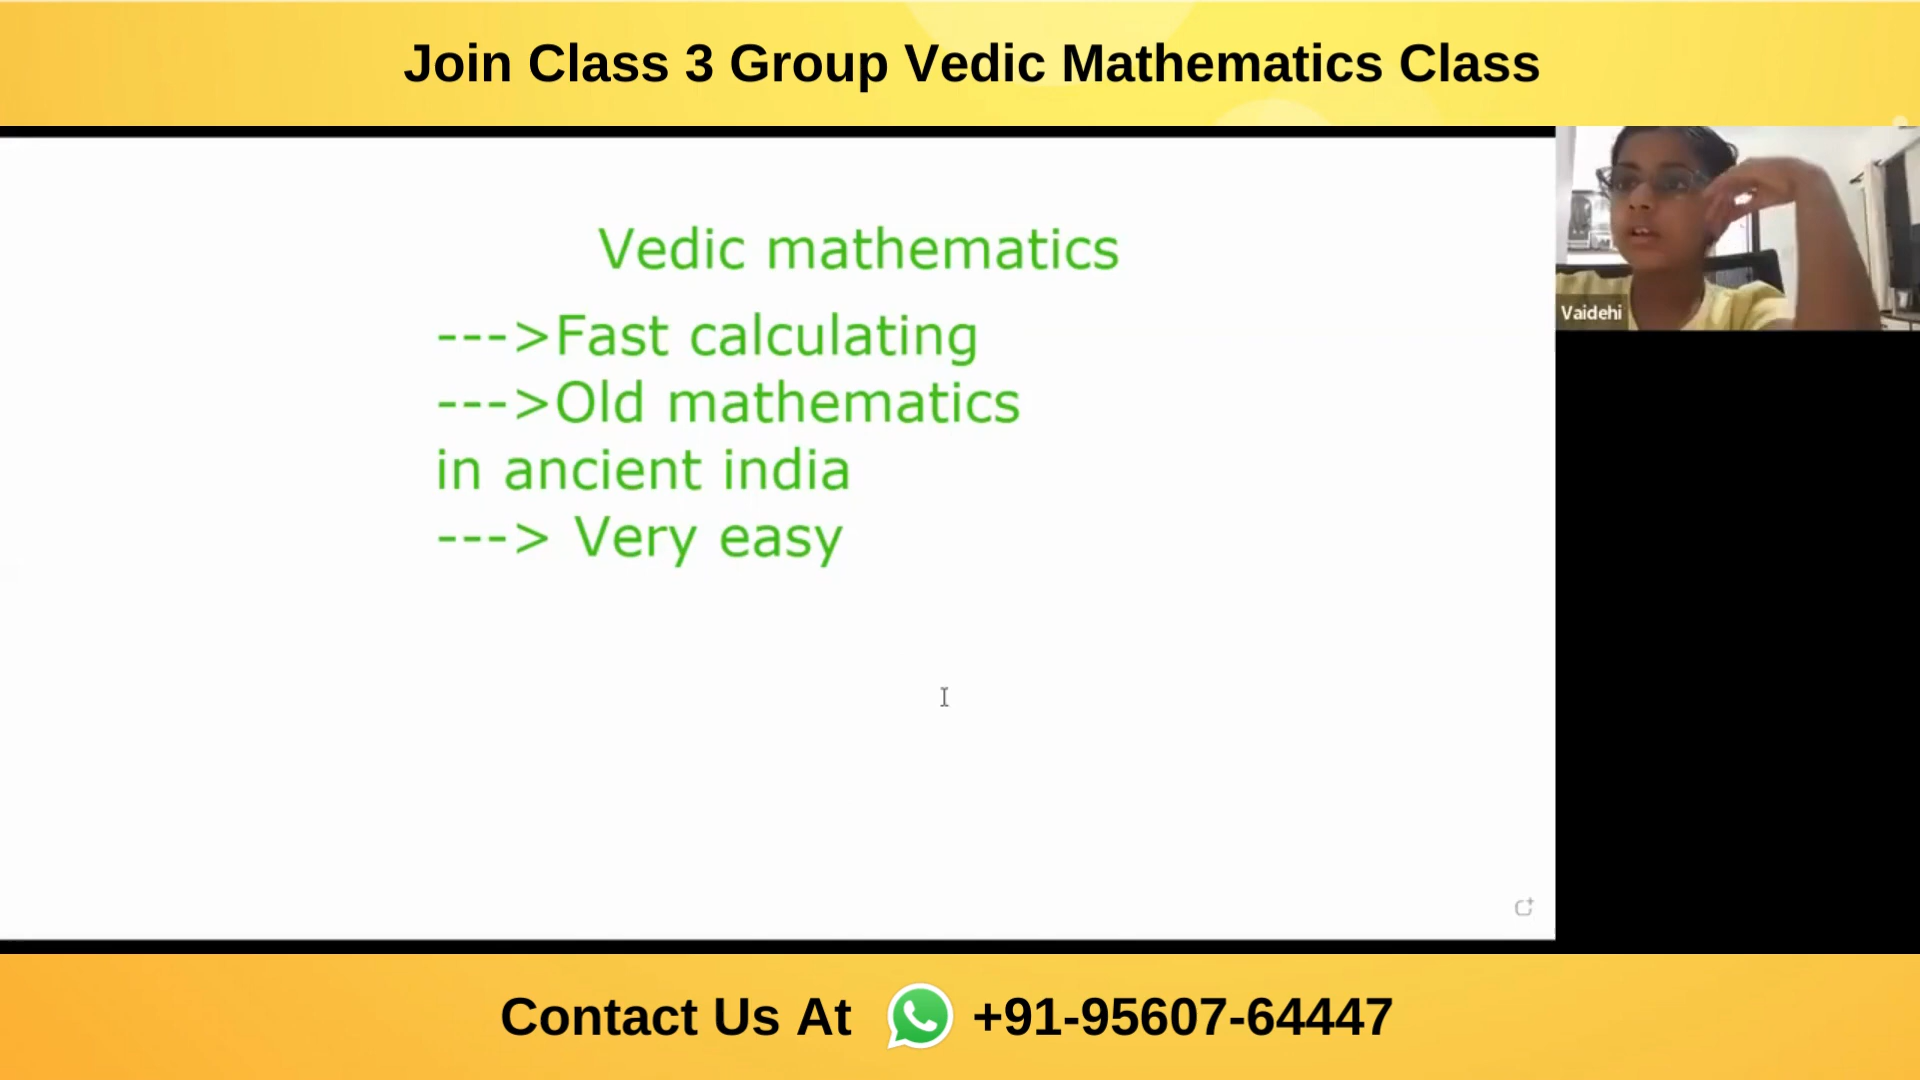 Join Class 3 Group Vedic Mathematics Class
Vedic mathematics
--->Fast calculating
--->Old mathematics
in ancient india
---> Very easy
Vaidehi
Contact Us At +91-95607-64447